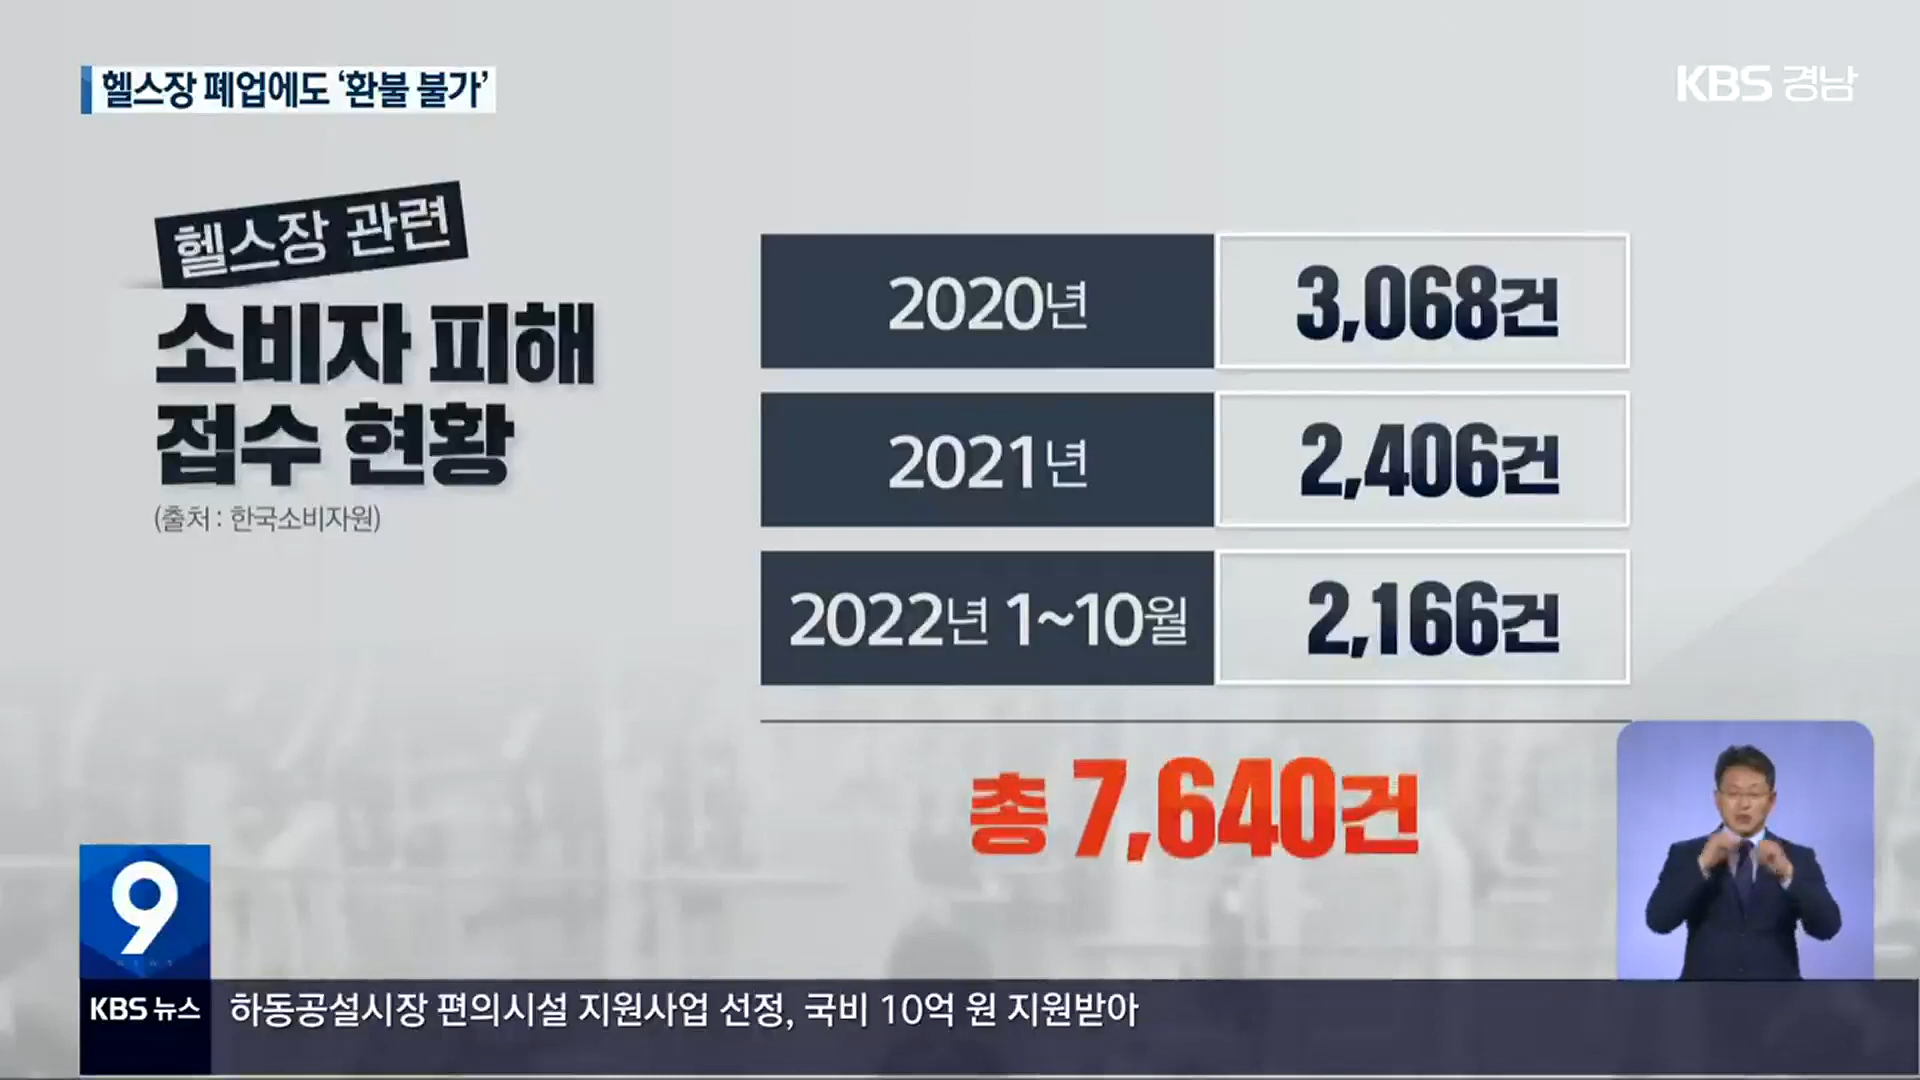 헬스장 폐업에도 ‘환불 불가’
KBS 경남
헬스장 관련
소비자 피해
접수 현황
(출처 : 한국소비자원)
2020년 3,068건
2021년 2,406건
2022년 1~10월 2,166건
총 7,640건
9
NEWS
KBS 뉴스 하동공설시장 편의시설 지원사업 선정, 국비 10억 원 지원받아